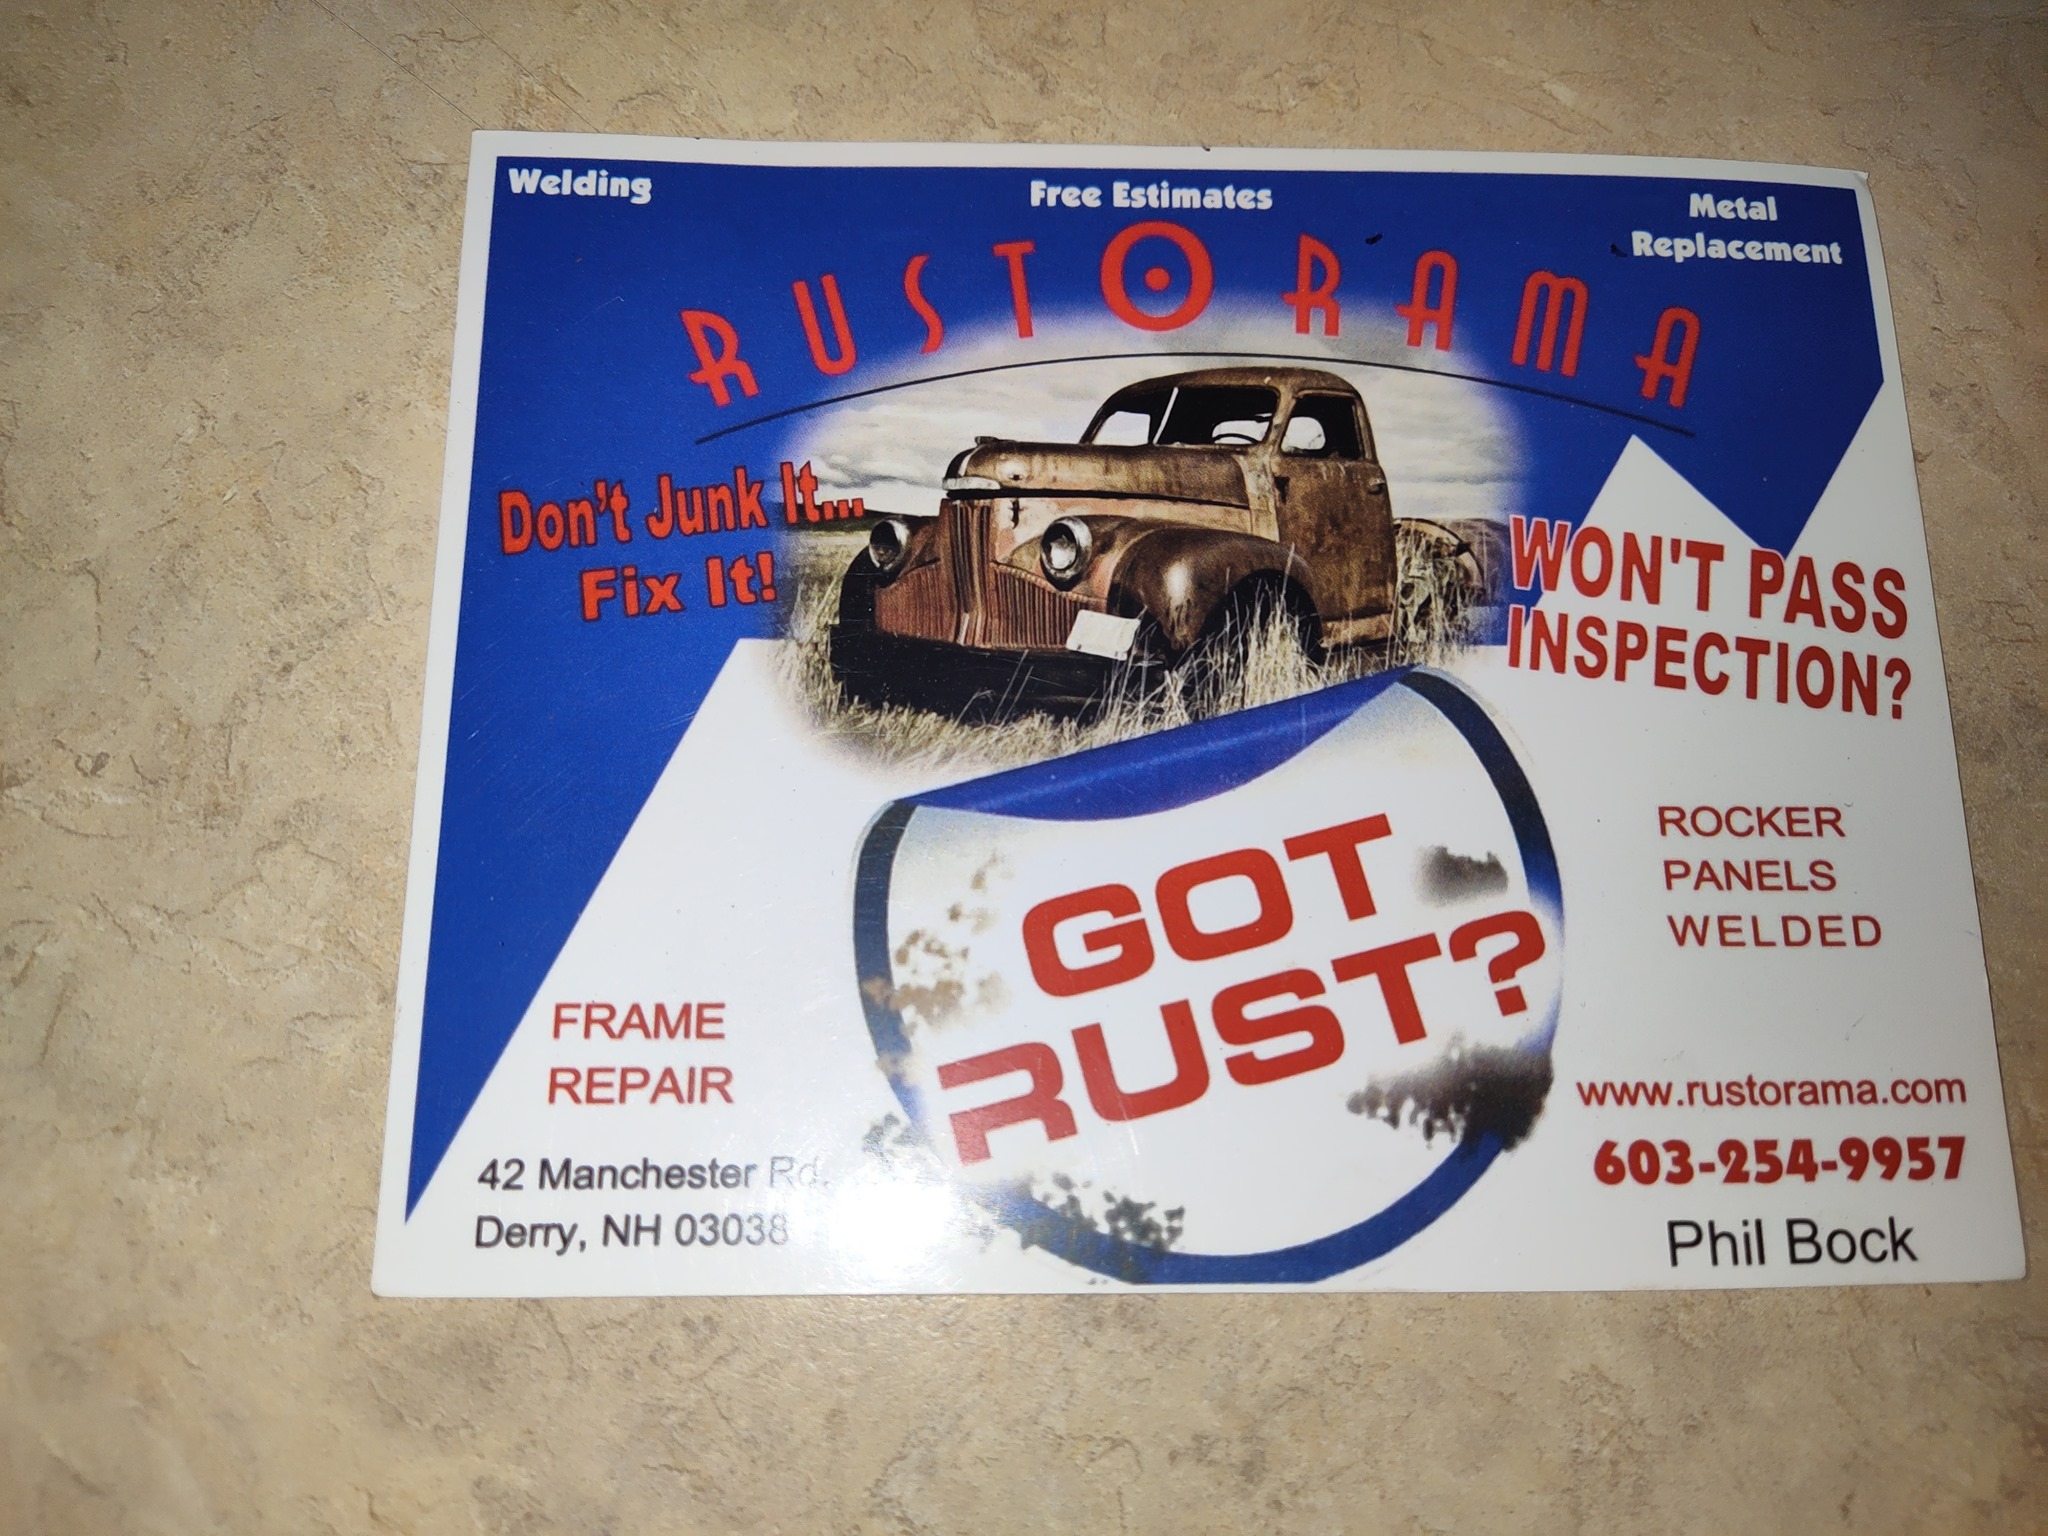 Welding
Free Estimates
Metal
Replacement
RUSTORAMA
Don't Junk It...
Fix It!
WON'T PASS
INSPECTION?
GOT
RUST?
ROCKER
PANELS
WELDED
FRAME
REPAIR
42 Manchester Rd.
Derry, NH 03038
www.rustorama.com
603-254-9957
Phil Bock